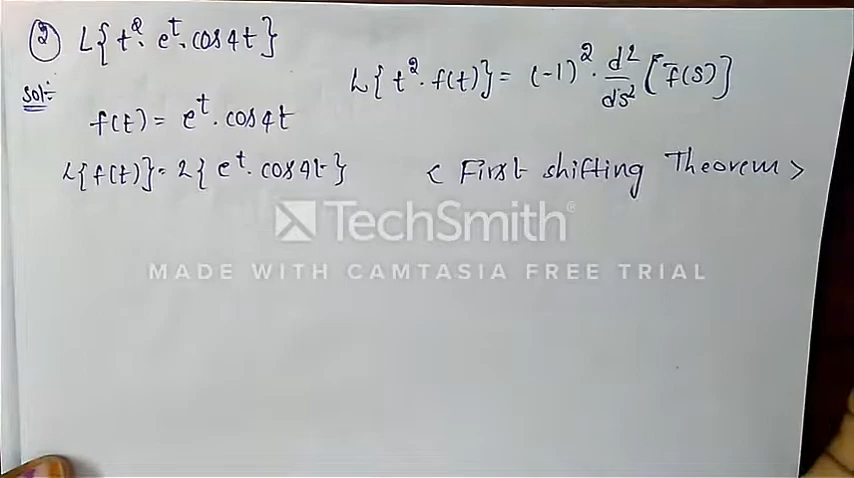 ② L{t². eᵗ. cos4t}
L{t². f(t)} = (-1)². d²/ds² [f̄(s)]
Sol:-
f(t) = eᵗ. cos4t
L{f(t)} = L{eᵗ. cos4t} < First shifting Theorem >
TechSmith®
MADE WITH CAMTASIA FREE TRIAL